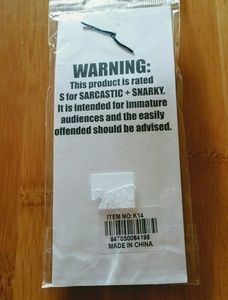 WARNING:
This product is rated
S for SARCASTIC + SNARKY.
It is intended for immature
audiences and the easily
offended should be advised.
ITEM NO: K14
847050084198
MADE IN CHINA